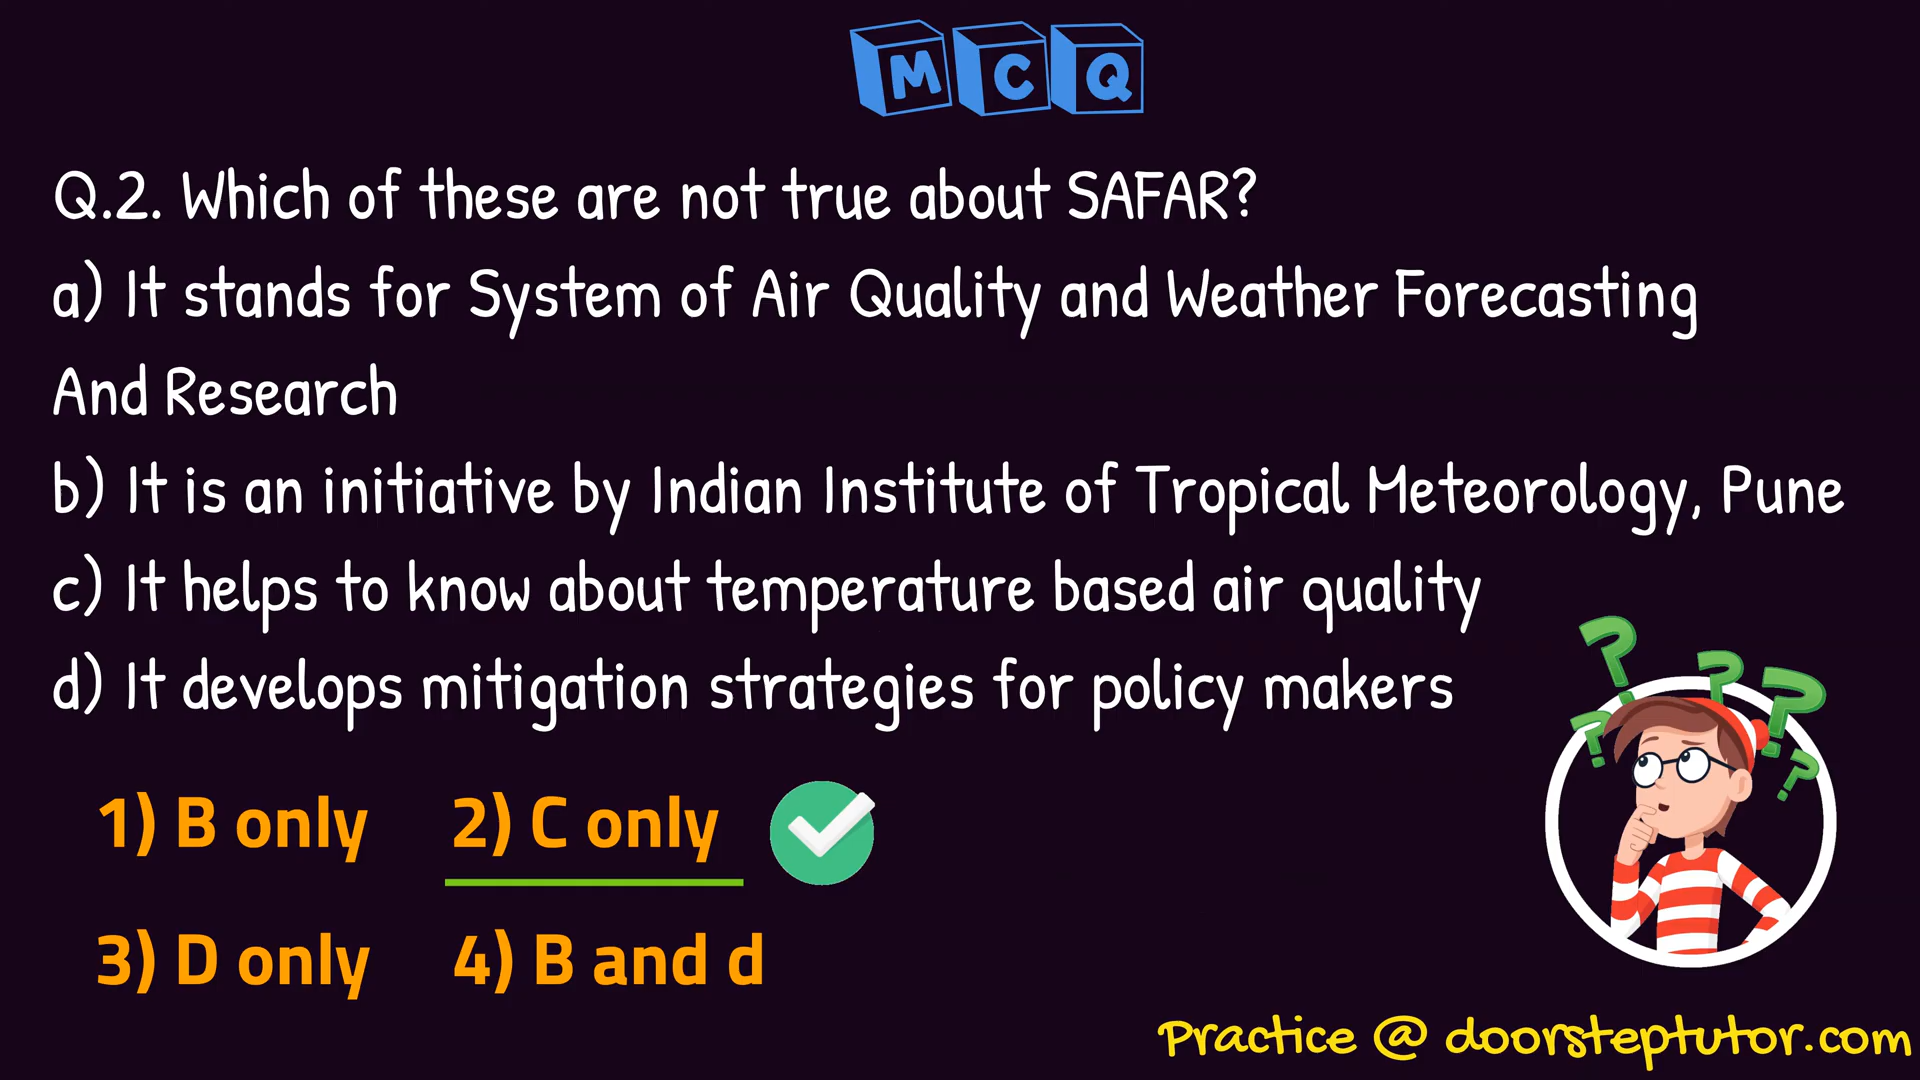 MCQ
Q.2. Which of these are not true about SAFAR?
a) It stands for System of Air Quality and Weather Forecasting
And Research
b) It is an initiative by Indian Institute of Tropical Meteorology, Pune
c) It helps to know about temperature based air quality
d) It develops mitigation strategies for policy makers
1) B only 2) C only
3) D only 4) B and d
Practice @ doorsteptutor.com